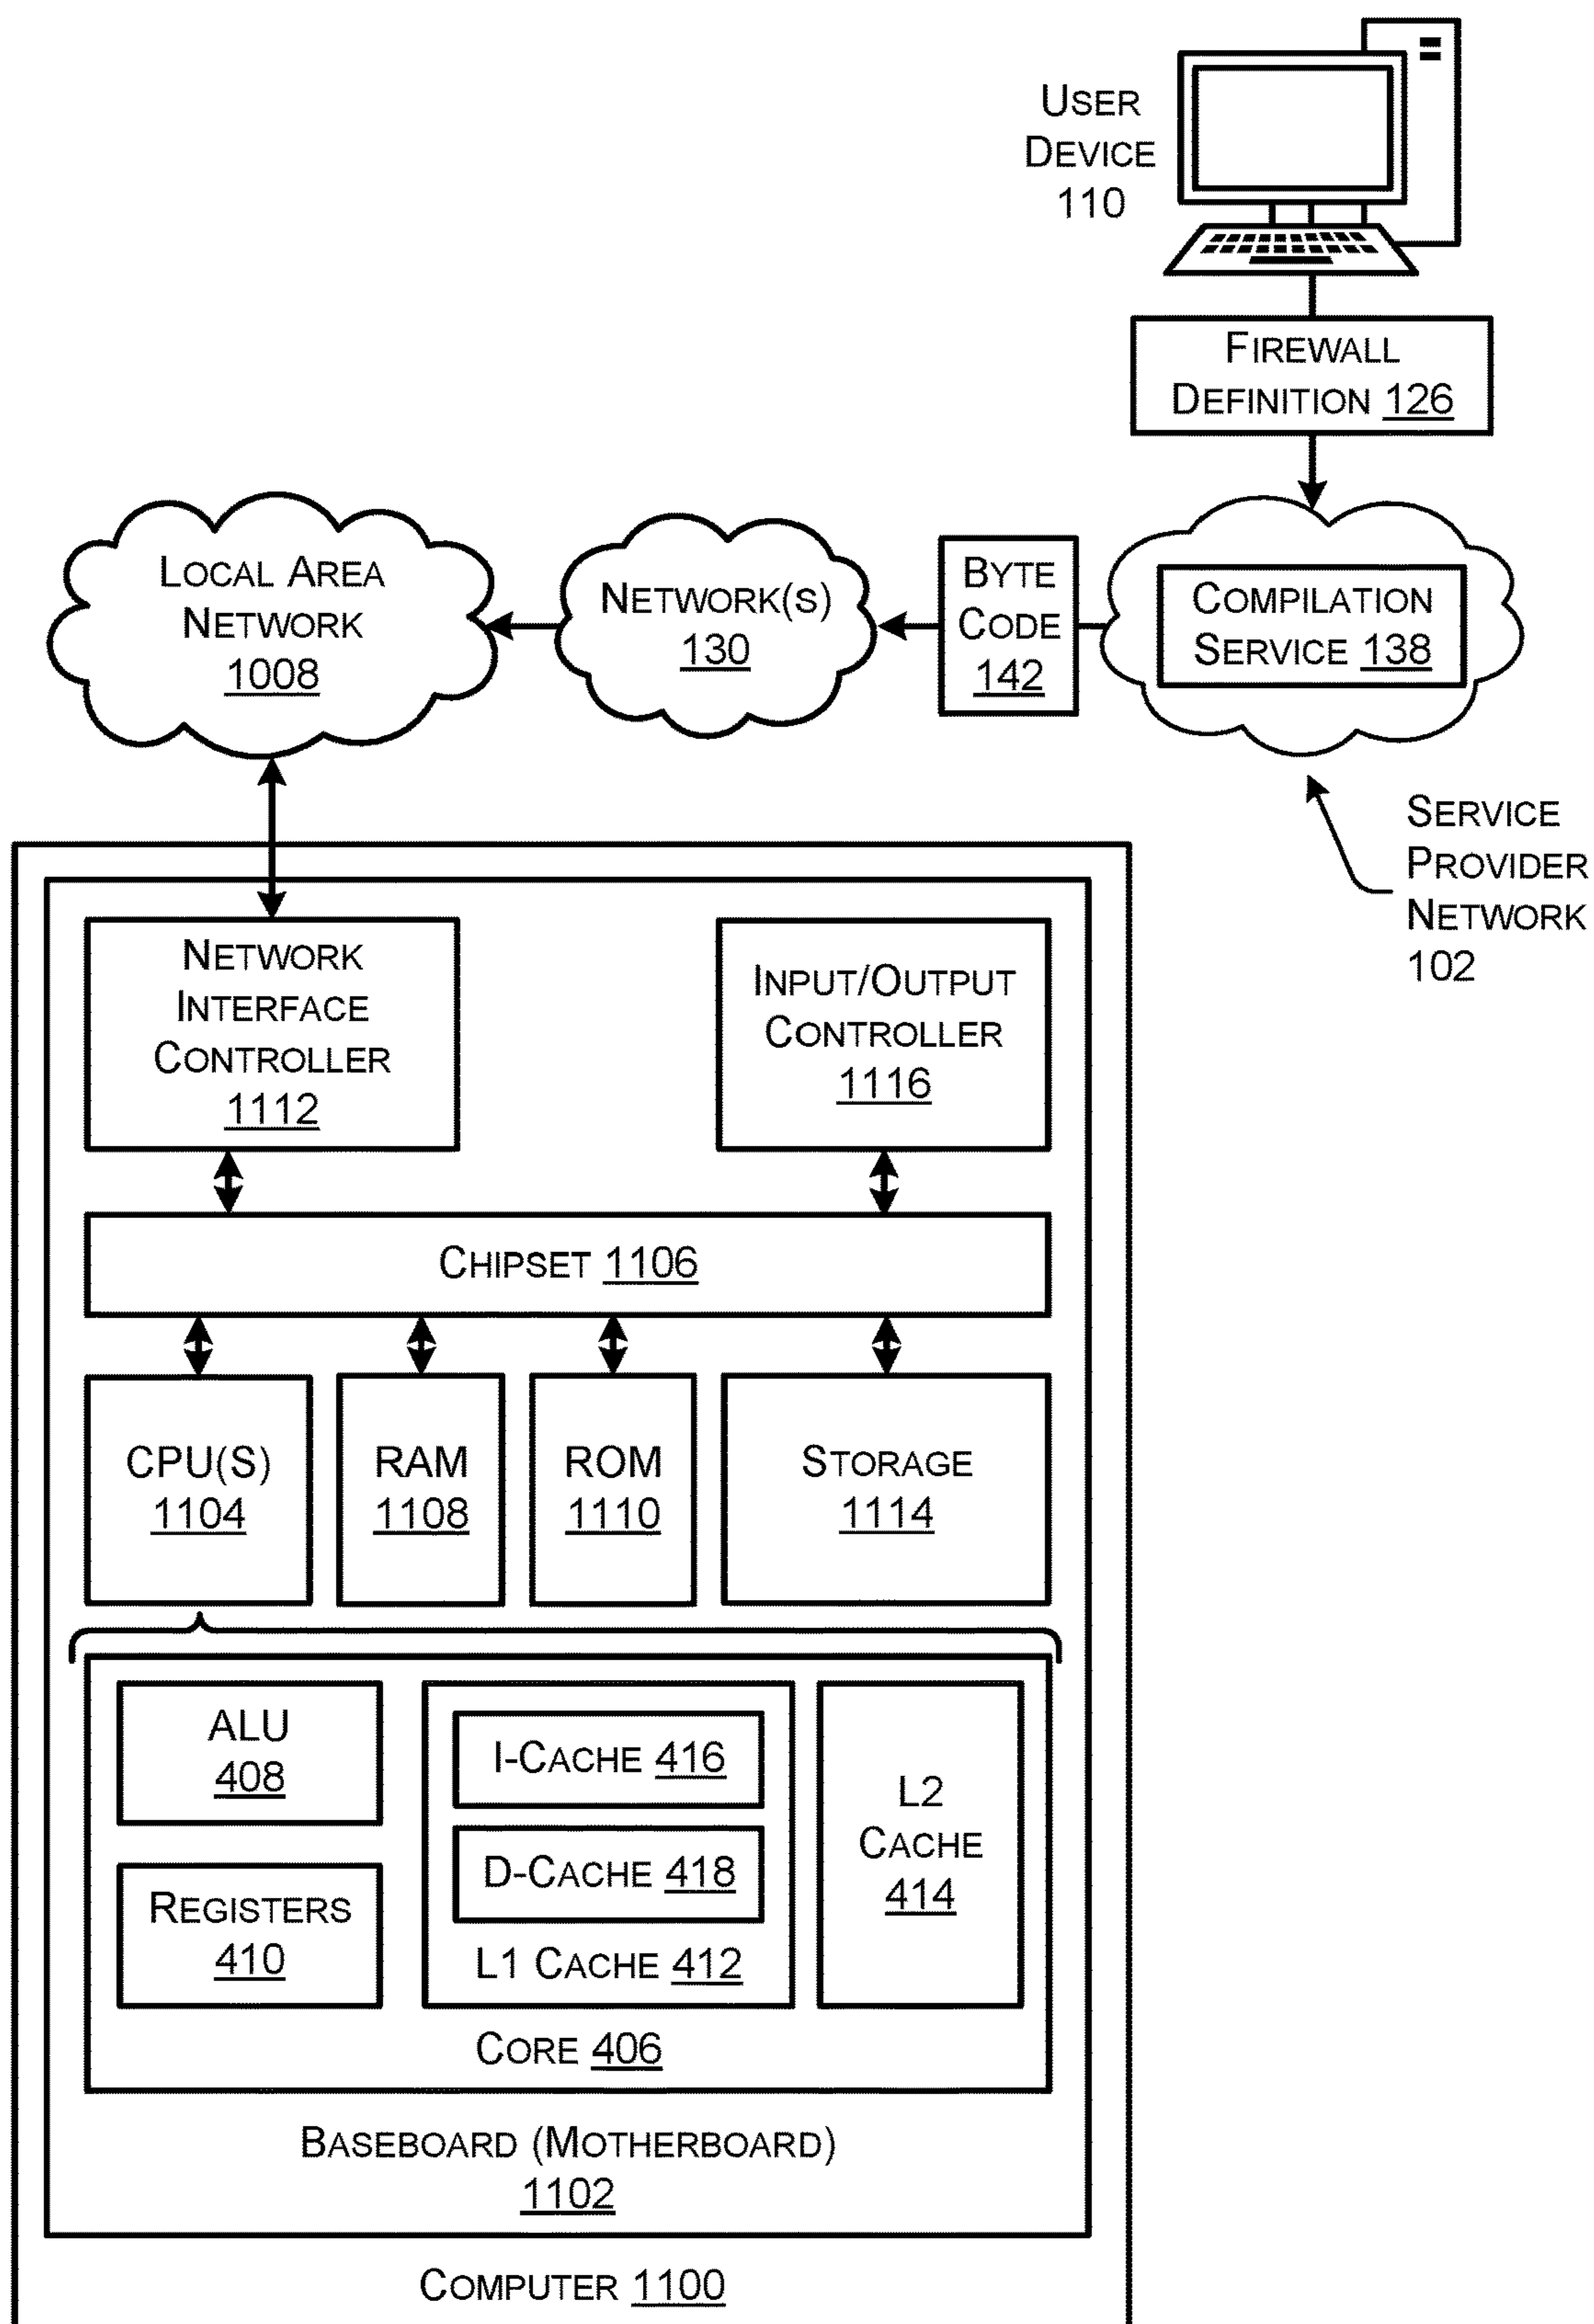 USER
DEVICE
110
FIREWALL
DEFINITION 126
LOCAL AREA
NETWORK
1008
NETWORK(S)
130
BYTE
CODE
142
COMPILATION
SERVICE 138
SERVICE
PROVIDER
NETWORK
102
NETWORK
INTERFACE
CONTROLLER
1112
INPUT/OUTPUT
CONTROLLER
1116
CHIPSET 1106
CPU(S)
1104
RAM
1108
ROM
1110
STORAGE
1114
ALU
408
REGISTERS
410
I-CACHE 416
D-CACHE 418
L1 CACHE 412
L2
CACHE
414
CORE 406
BASEBOARD (MOTHERBOARD)
1102
COMPUTER 1100